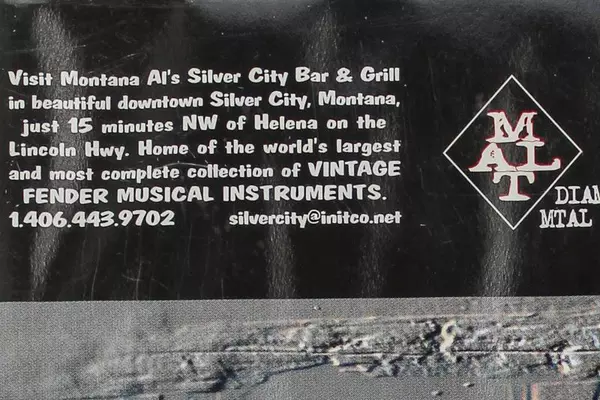 Visit Montana Al's Silver City Bar & Grill
in beautiful downtown Silver City, Montana,
just 15 minutes NW of Helena on the
Lincoln Hwy. Home of the world's largest
and most complete collection of VINTAGE
FENDER MUSICAL INSTRUMENTS.
1.406.443.9702 silvercity@initco.net
M
ALL
T
DIAM
MTAL